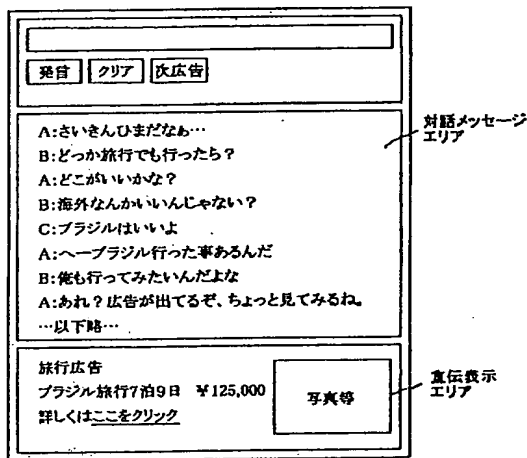 発言 クリア 次広告
対話メッセージ
エリア
A:さいきんひまだなぁ…
B:どっか旅行でも行ったら?
A:どこがいいかな?
B:海外なんかいいんじゃない?
C:ブラジルはいいよ
A:へーブラジル行った事あるんだ
B:俺も行ってみたいんだよな
A:あれ?広告が出てるぞ、ちょっと見てみるね。
…以下略…
旅行広告
ブラジル旅行7泊9日 ¥125,000
詳しくはここをクリック
写真等
宣伝表示
エリア